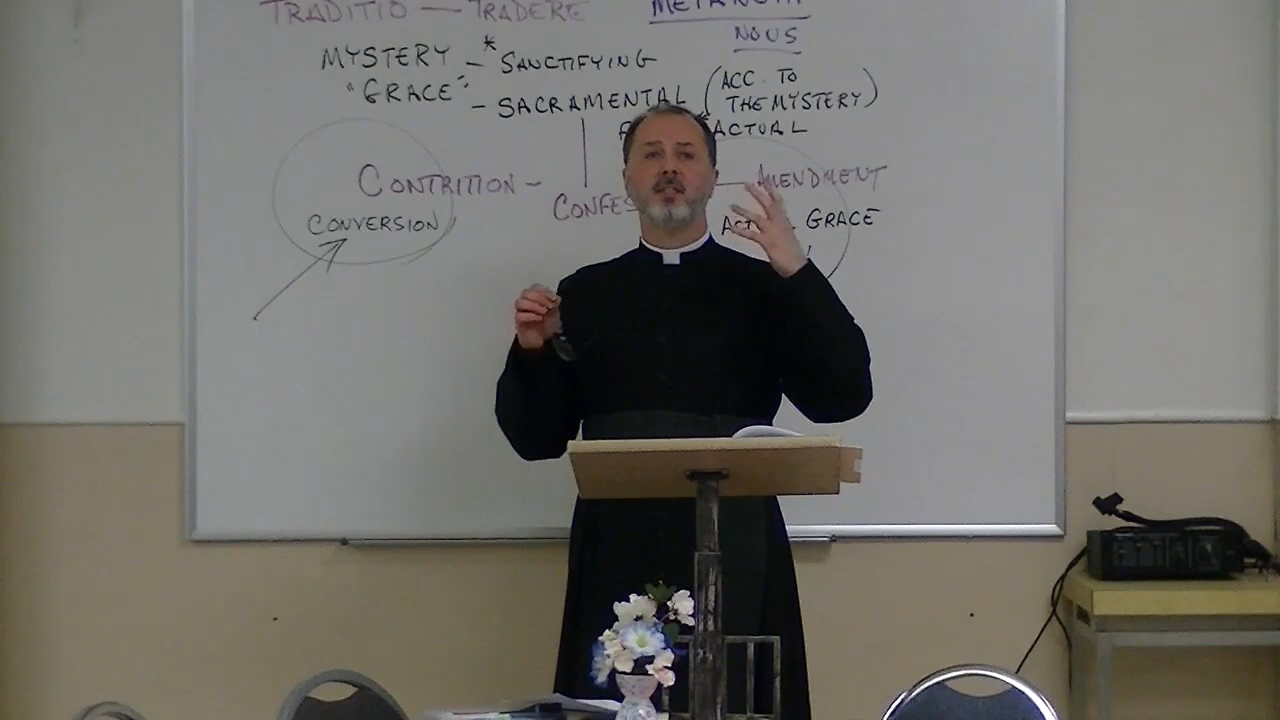 TRADITIO — TRADERE
METANOIA
NOUS
MYSTERY - * SANCTIFYING
"GRACE" - SACRAMENTAL (ACC. TO THE MYSTERY)
ACTUAL
CONTRITION - CONFES — AMENDMENT
CONVERSION
GRACE